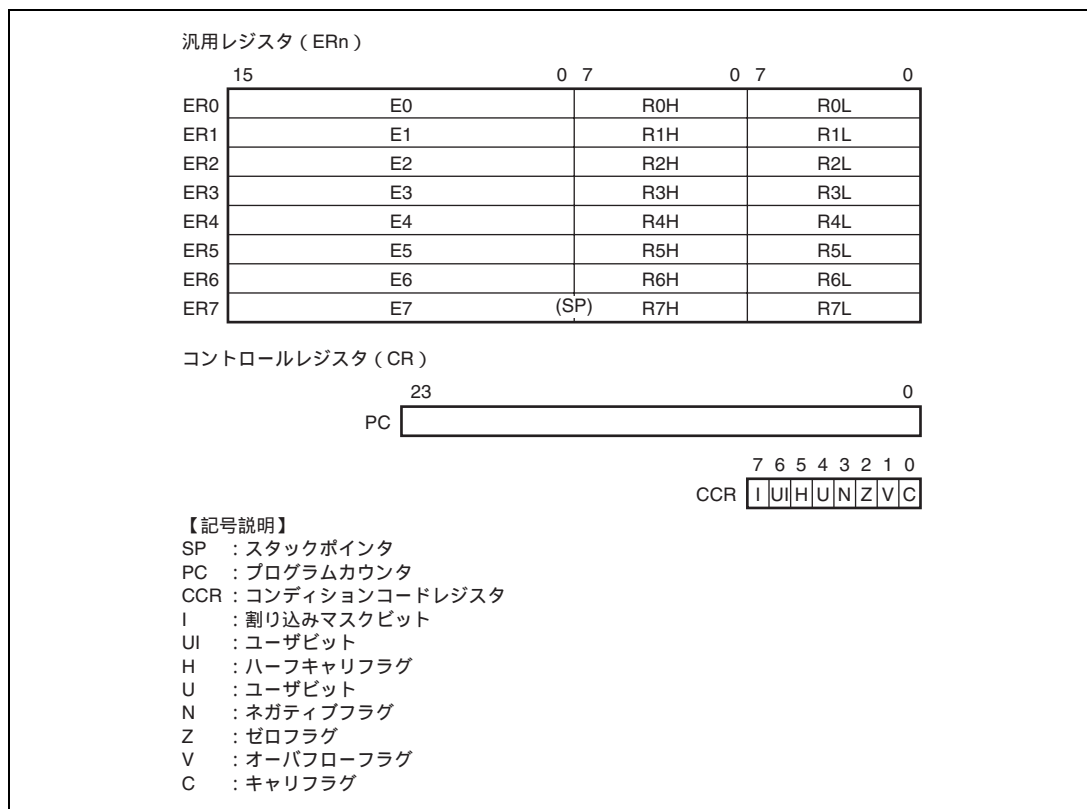 汎用レジスタ ( ERn )
15 0 7 0 7 0
ER0 E0 R0H R0L
ER1 E1 R1H R1L
ER2 E2 R2H R2L
ER3 E3 R3H R3L
ER4 E4 R4H R4L
ER5 E5 R5H R5L
ER6 E6 R6H R6L
ER7 E7 (SP) R7H R7L
コントロールレジスタ ( CR )
23 0
PC
7 6 5 4 3 2 1 0
CCR I UI H U N Z V C
【記号説明】
SP :スタックポインタ
PC :プログラムカウンタ
CCR :コンディションコードレジスタ
I :割り込みマスクビット
UI :ユーザビット
H :ハーフキャリフラグ
U :ユーザビット
N :ネガティブフラグ
Z :ゼロフラグ
V :オーバフローフラグ
C :キャリフラグ